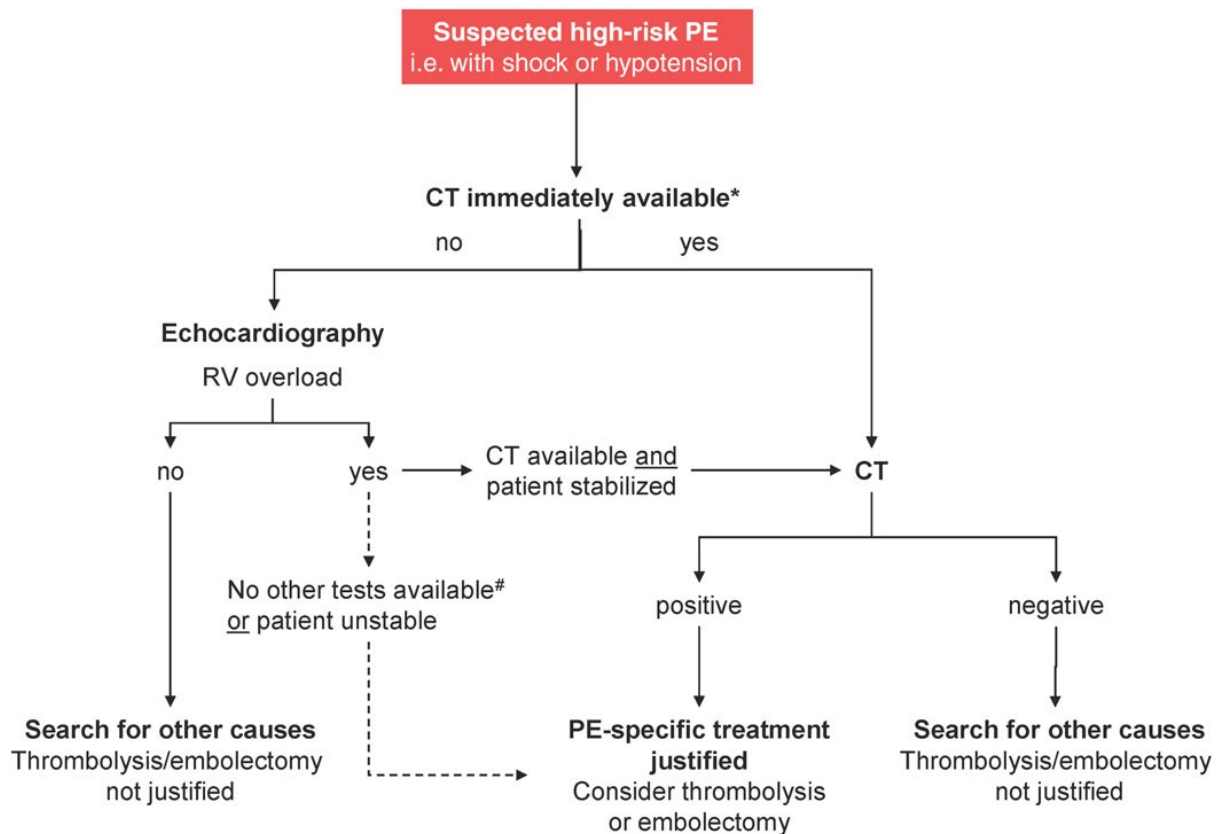 Suspected high-risk PE
i.e. with shock or hypotension
CT immediately available*
no
yes
Echocardiography
RV overload
no
yes
CT available and
patient stabilized
CT
No other tests available#
or patient unstable
positive
negative
Search for other causes
Thrombolysis/embolectomy
not justified
PE-specific treatment
justified
Consider thrombolysis
or embolectomy
Search for other causes
Thrombolysis/embolectomy
not justified